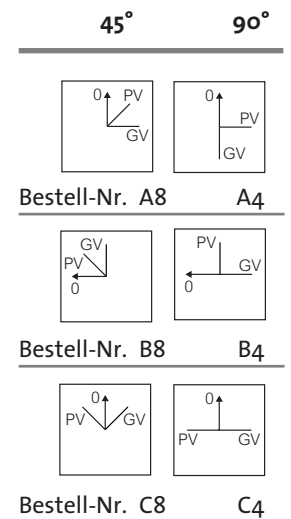 45° 90°
0 PV 0
GV PV
GV
Bestell-Nr. A8 A4
GV PV
PV GV
0 0
Bestell-Nr. B8 B4
0 0
PV GV PV GV
Bestell-Nr. C8 C4